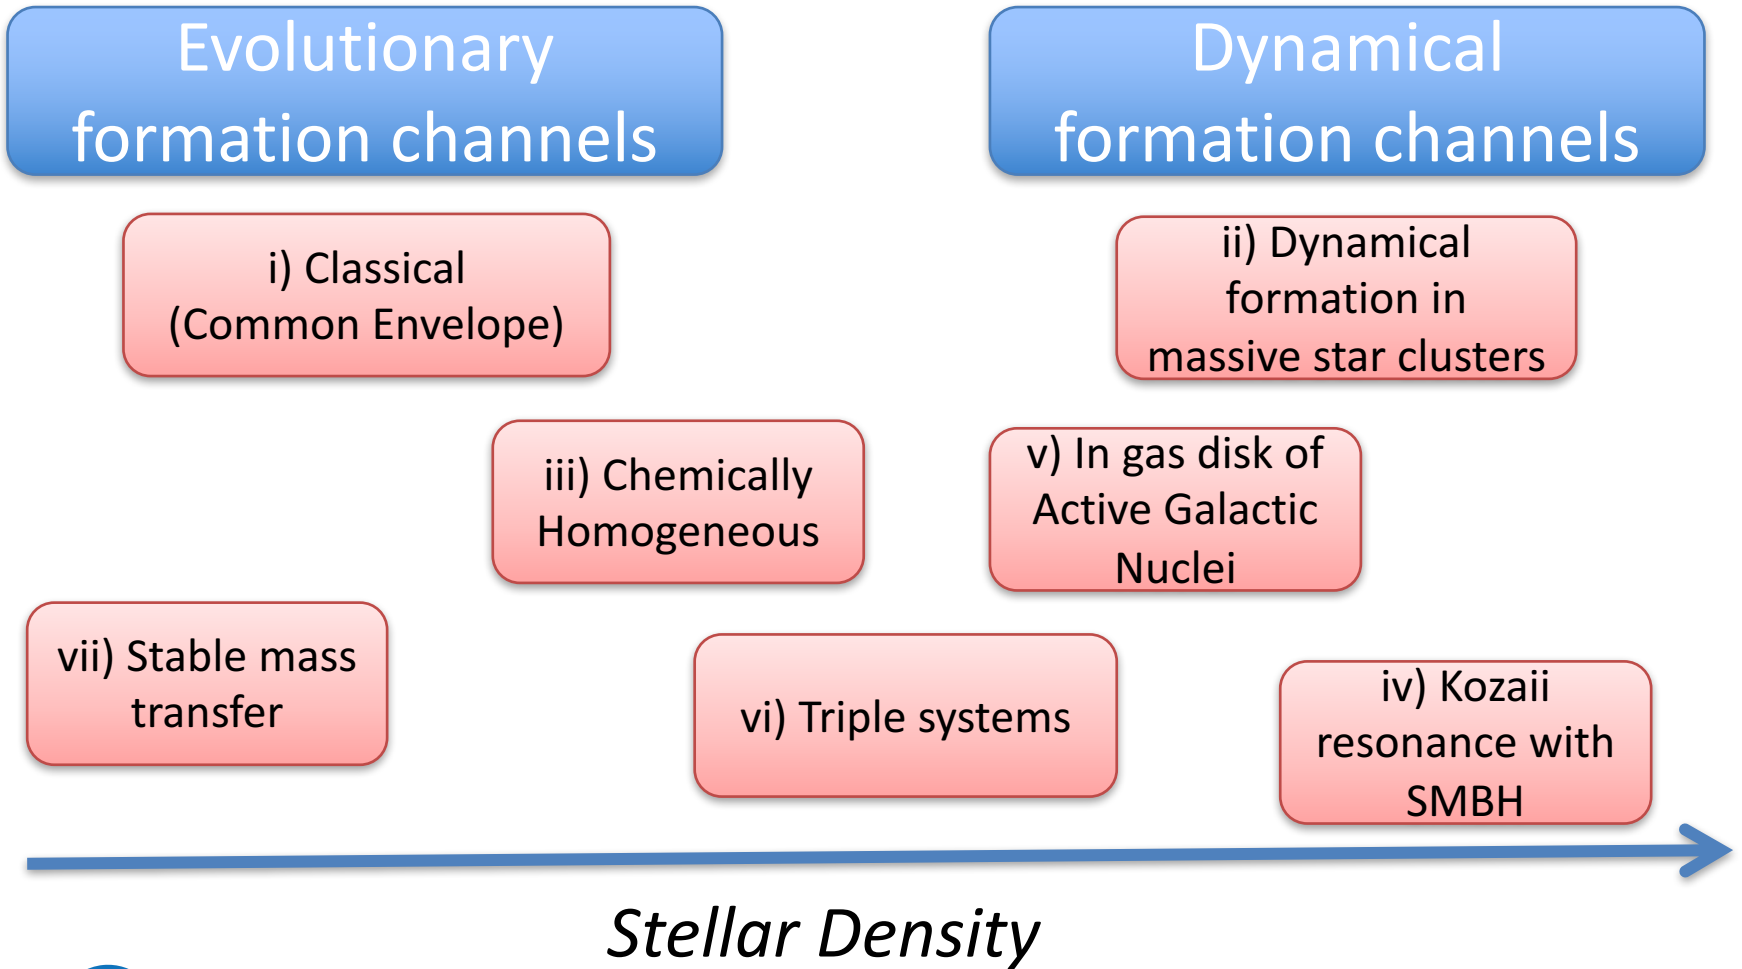 Evolutionary
formation channels
Dynamical
formation channels
i) Classical
(Common Envelope)
ii) Dynamical
formation in
massive star clusters
iii) Chemically
Homogeneous
v) In gas disk of
Active Galactic
Nuclei
vii) Stable mass
transfer
vi) Triple systems
iv) Kozaii
resonance with
SMBH
Stellar Density